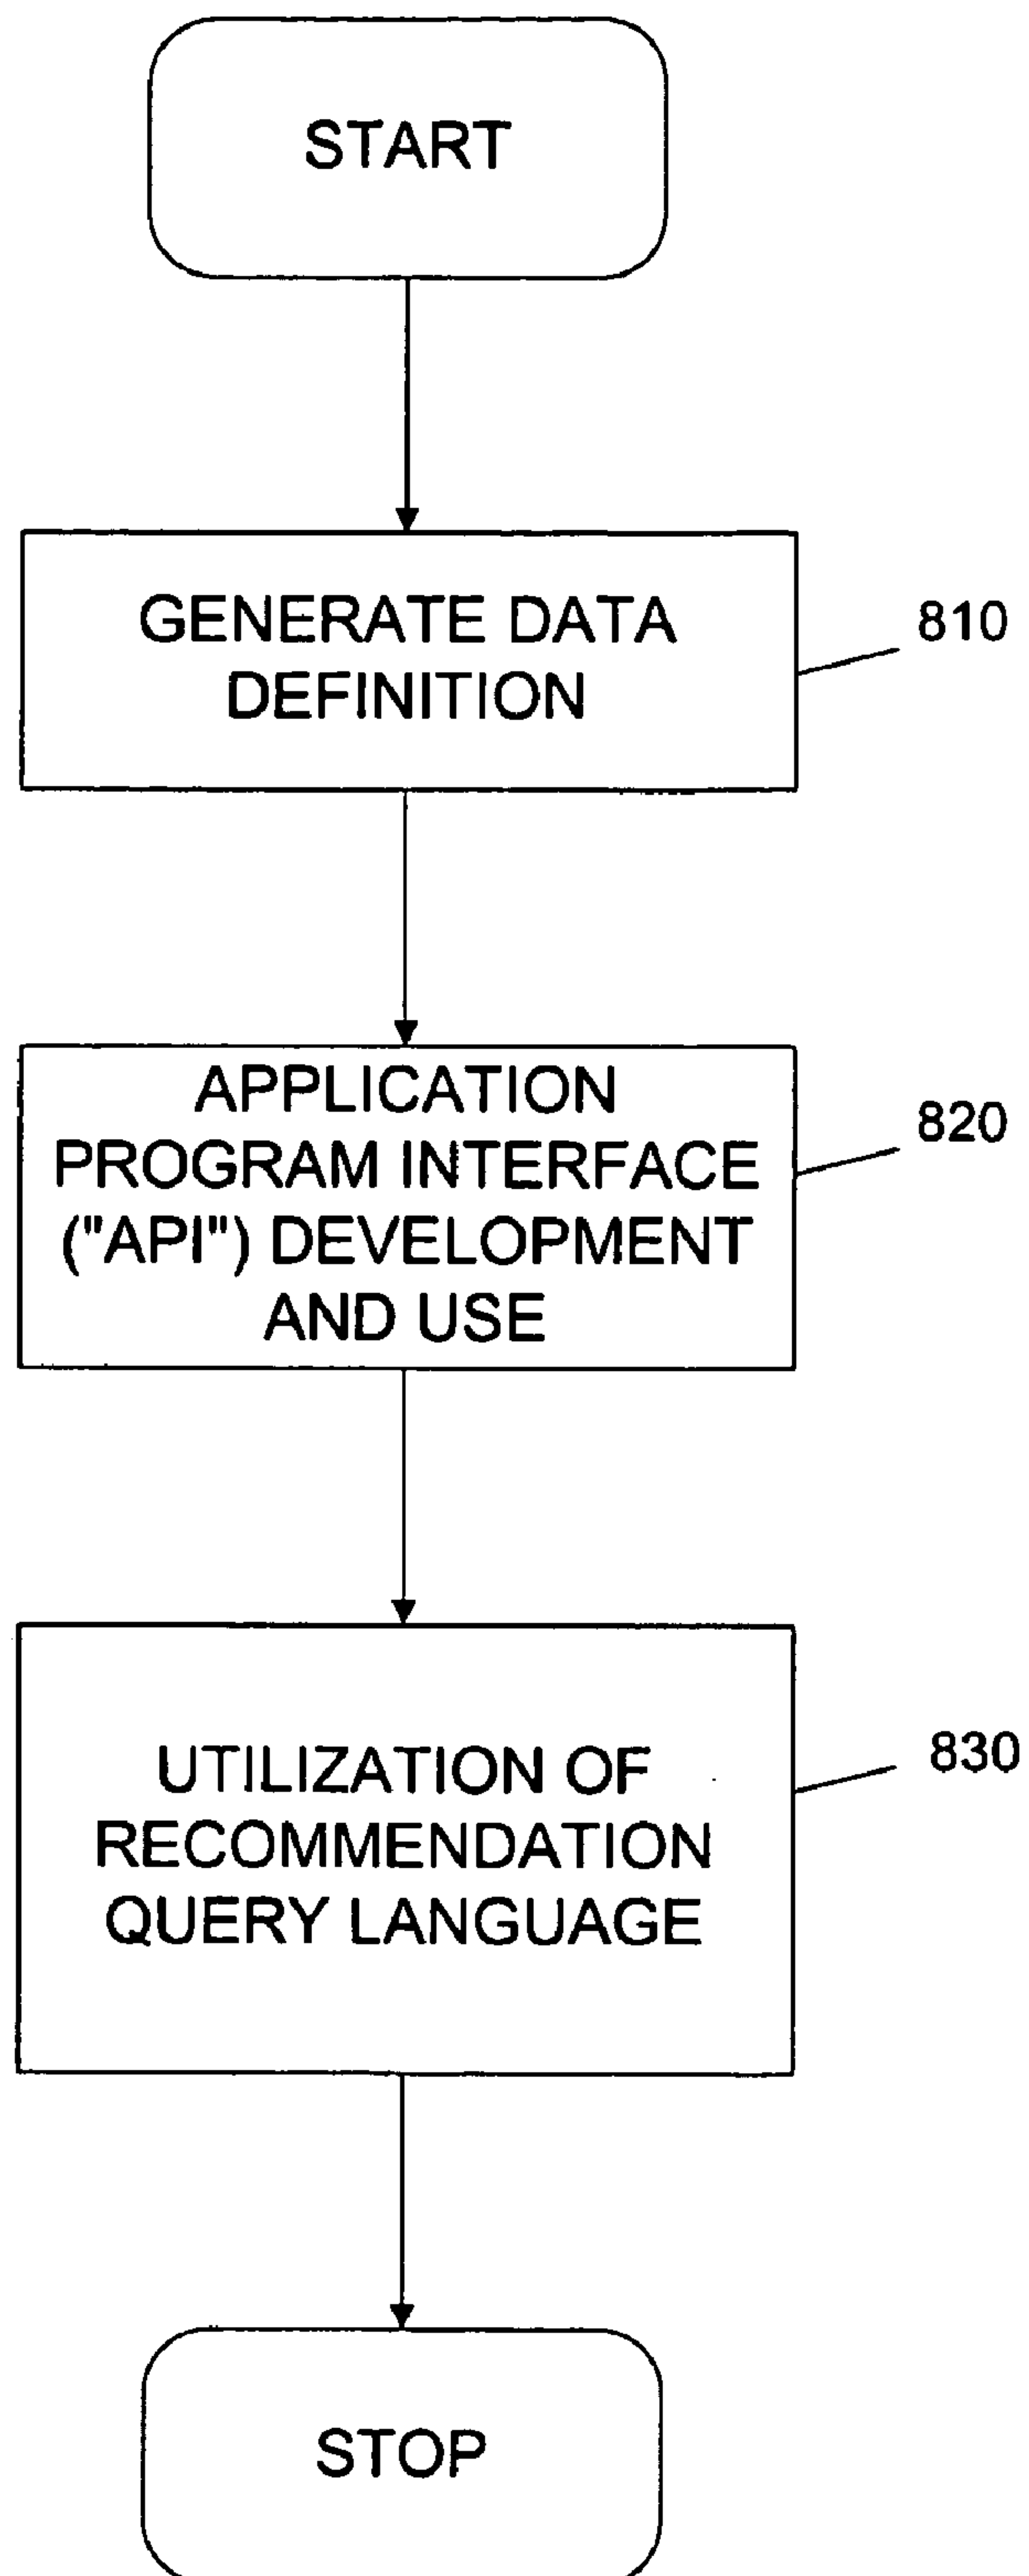 START
GENERATE DATA
DEFINITION
810
APPLICATION
PROGRAM INTERFACE
("API") DEVELOPMENT
AND USE
820
UTILIZATION OF
RECOMMENDATION
QUERY LANGUAGE
830
STOP